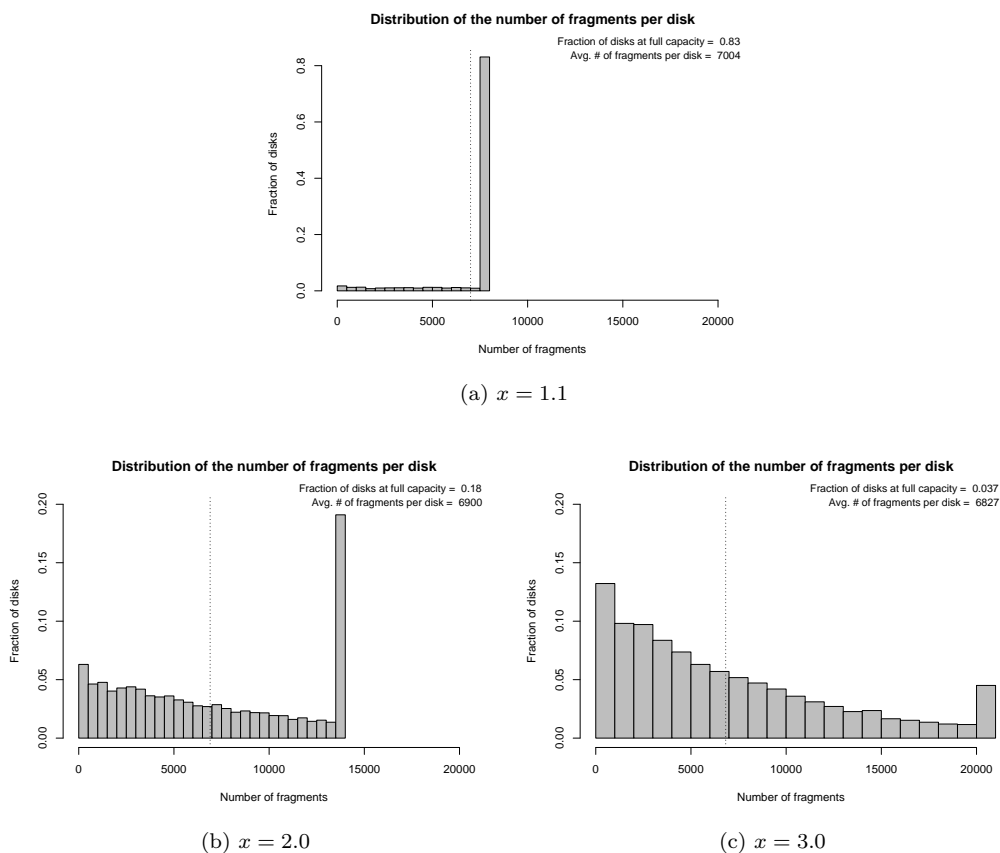 Distribution of the number of fragments per disk
Fraction of disks at full capacity = 0.83
Avg. # of fragments per disk = 7004
Fraction of disks
0.0
0.2
0.4
0.6
0.8
0 5000 10000 15000 20000
Number of fragments
(a) x = 1.1
Distribution of the number of fragments per disk
Fraction of disks at full capacity = 0.18
Avg. # of fragments per disk = 6900
Fraction of disks
0.00
0.05
0.10
0.15
0.20
0 5000 10000 15000 20000
Number of fragments
(b) x = 2.0
Distribution of the number of fragments per disk
Fraction of disks at full capacity = 0.037
Avg. # of fragments per disk = 6827
Fraction of disks
0.00
0.05
0.10
0.15
0.20
0 5000 10000 15000 20000
Number of fragments
(c) x = 3.0